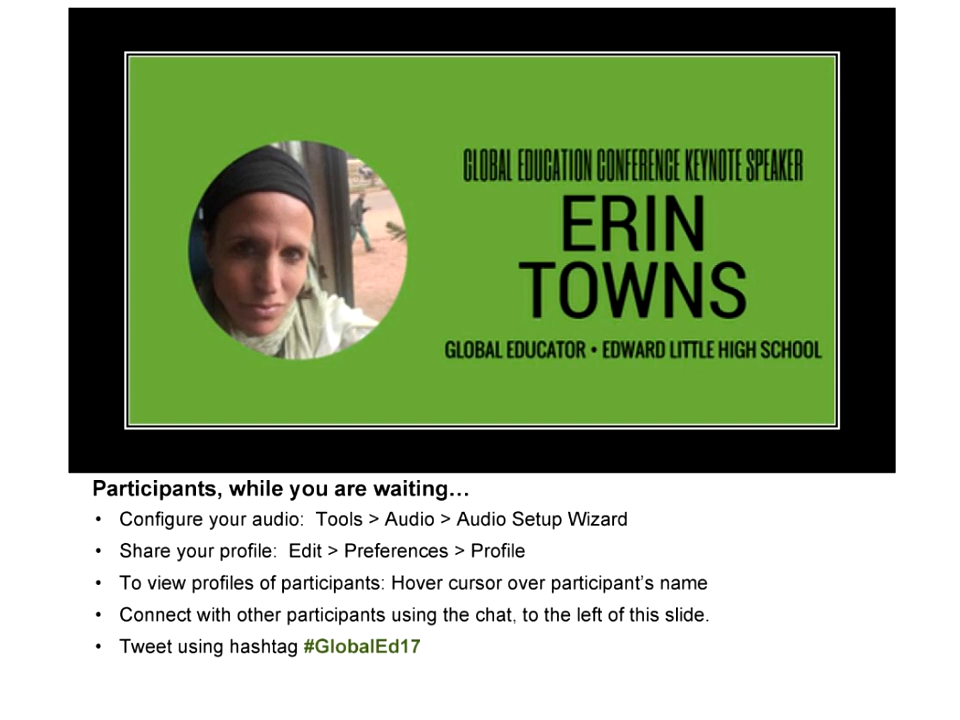 GLOBAL EDUCATION CONFERENCE KEYNOTE SPEAKER
ERIN
TOWNS
GLOBAL EDUCATOR • EDWARD LITTLE HIGH SCHOOL
Participants, while you are waiting…
• Configure your audio: Tools > Audio > Audio Setup Wizard
• Share your profile: Edit > Preferences > Profile
• To view profiles of participants: Hover cursor over participant’s name
• Connect with other participants using the chat, to the left of this slide.
• Tweet using hashtag #GlobalEd17